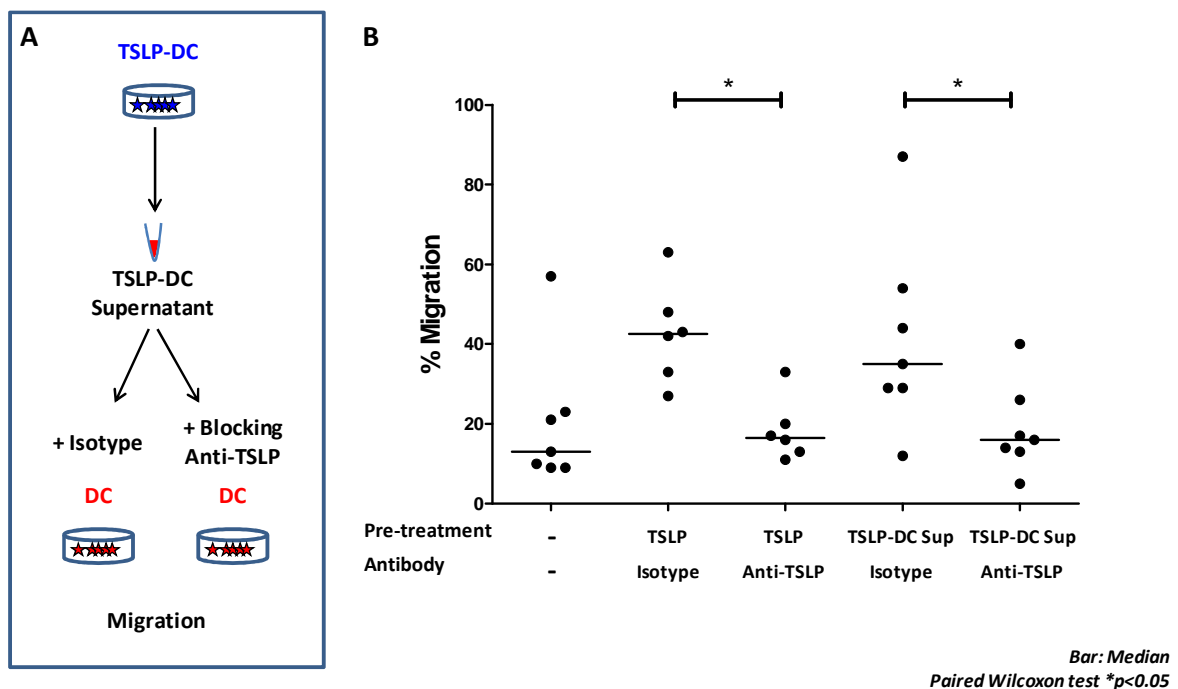 A
TSLP-DC
TSLP-DC
Supernatant
+ Isotype
+ Blocking
Anti-TSLP
DC
DC
Migration
B
*
*
% Migration
100
80
60
40
20
0
Pre-treatment - TSLP TSLP TSLP-DC Sup TSLP-DC Sup
Antibody - Isotype Anti-TSLP Isotype Anti-TSLP
Bar: Median
Paired Wilcoxon test *p<0.05